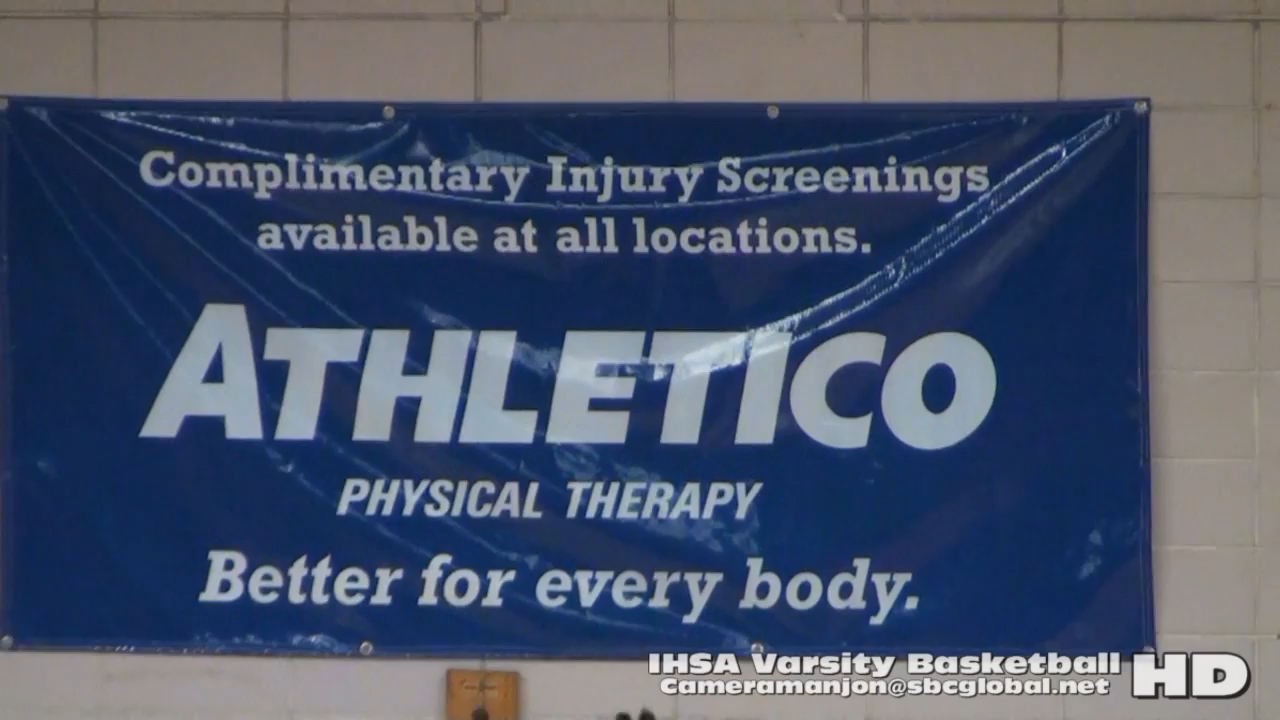 Complimentary Injury Screenings
available at all locations.
ATHLETICO
PHYSICAL THERAPY
Better for every body.
IHSA Varsity Basketball HD
Cameramanjon@sbcglobal.net